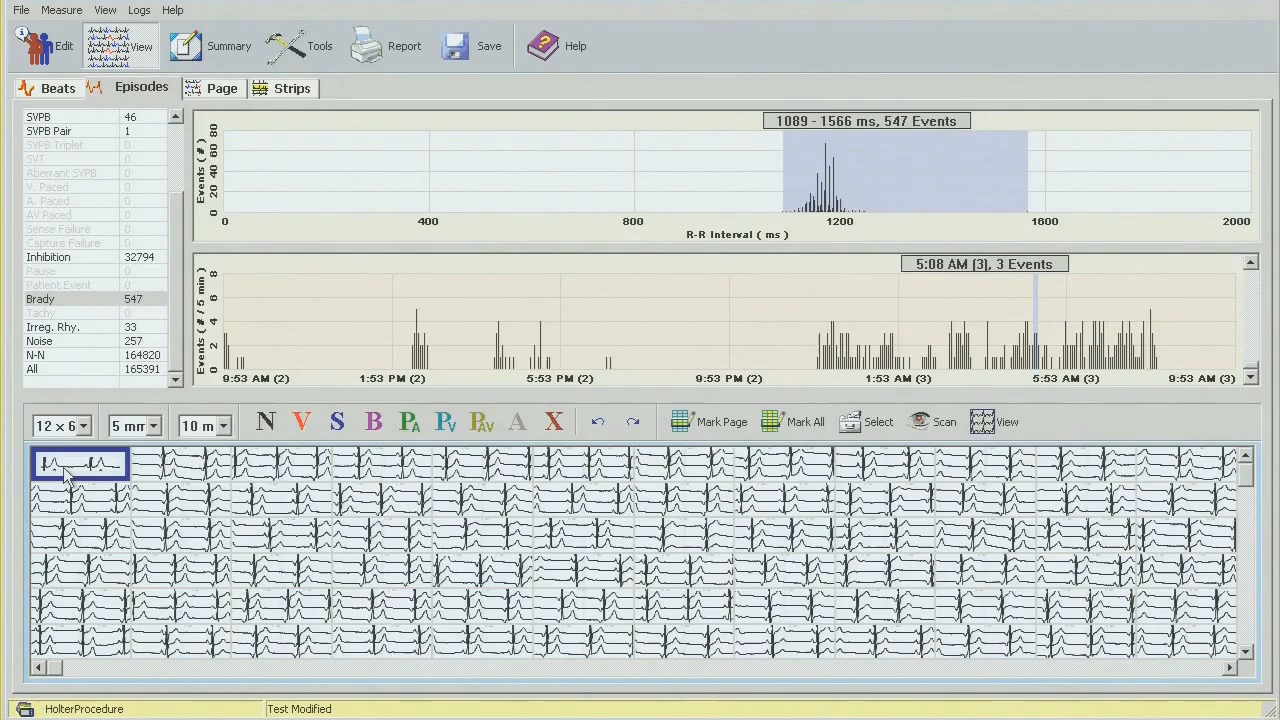 File Measure View Logs Help
Edit View Summary Tools Report Save Help
Beats Episodes Page Strips
SVPB 46
SVPB Pair 1
SVPB Triplet 0
SVT 0
Aberrant SVPB 0
V. Paced 0
A. Paced 0
AV Paced 0
Sense Failure 0
Capture Failure 0
Inhibition 32794
Pause 0
Patient Event 0
Brady 547
Tachy 0
Irreg. Rhy. 33
Noise 257
N-N 164820
All 165391
1089 - 1566 ms, 547 Events
Events ( # )
80
60
40
20
0
0 400 800 1200 1600 2000
R-R Interval ( ms )
5:08 AM [3], 3 Events
Events ( # / 5 min )
8
6
4
2
0
9:53 AM (2) 1:53 PM (2) 5:53 PM (2) 9:53 PM (2) 1:53 AM (3) 5:53 AM (3) 9:53 AM (3)
12 x 6 5 mr 10 m N V S B PA PV PAV A X Mark Page Mark All Select Scan View
HolterProcedure Test Modified